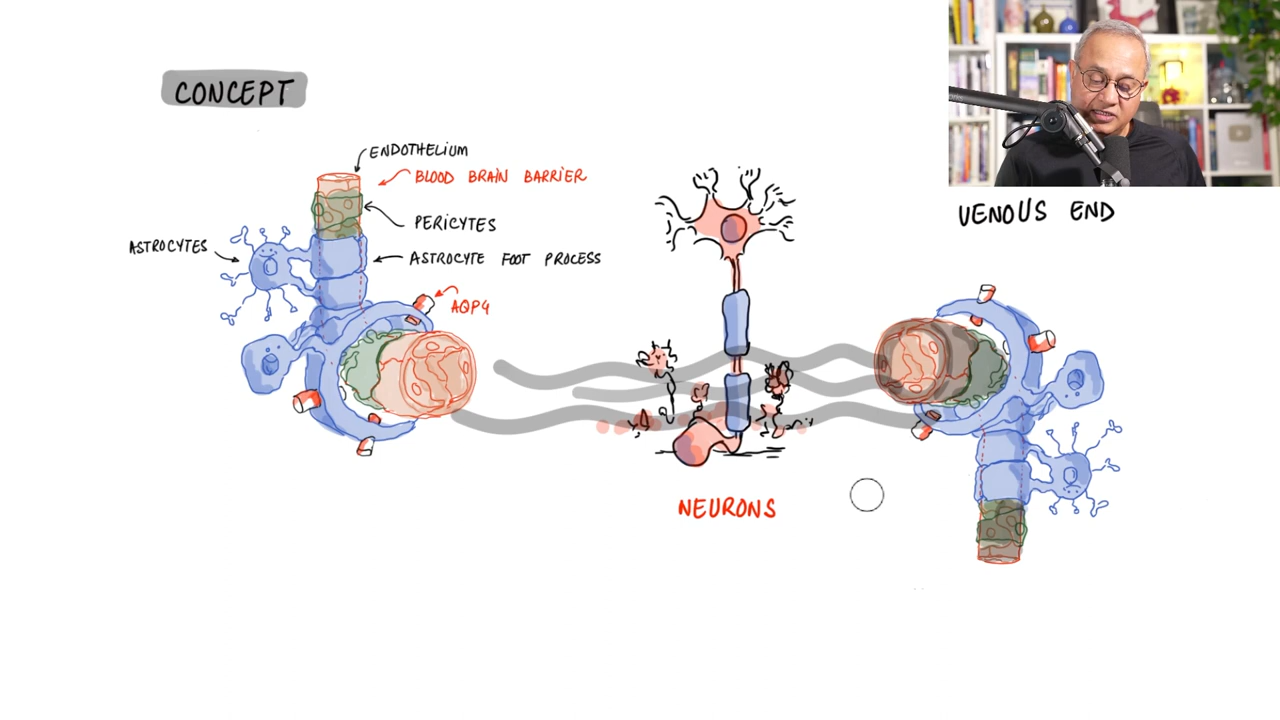 CONCEPT
ENDOTHELIUM
BLOOD BRAIN BARRIER
PERICYTES
ASTROCYTES
ASTROCYTE FOOT PROCESS
AQP4
VENOUS END
NEURONS